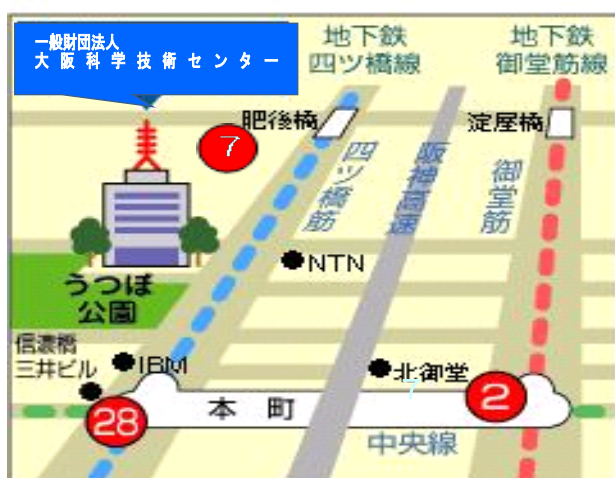 一般財団法人
大阪科学技術センター
地下鉄
四ツ橋線
地下鉄
御堂筋線
肥後橋
淀屋橋
7
四ツ橋筋
阪神高速
御堂筋
NTN
うつぼ
公園
信濃橋
三井ビル
IBM
北御堂
7
本町
2
28
中央線